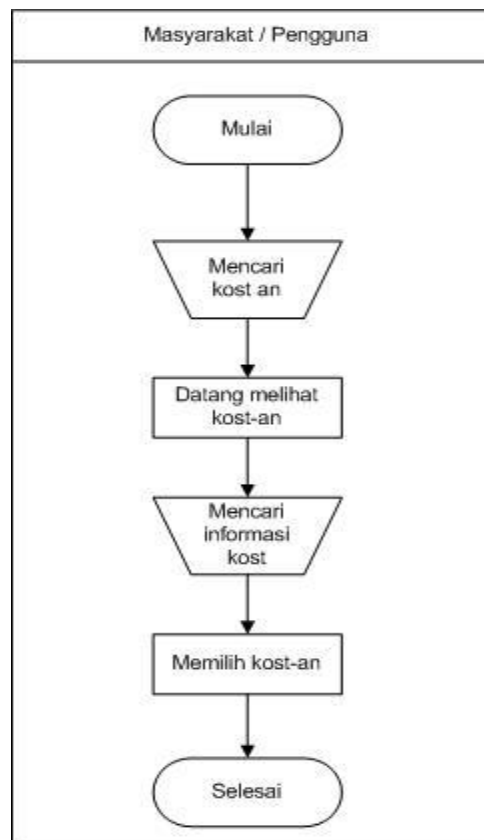 Masyarakat / Pengguna
Mulai
Mencari
kost an
Datang melihat
kost-an
Mencari
informasi
kost
Memilih kost-an
Selesai